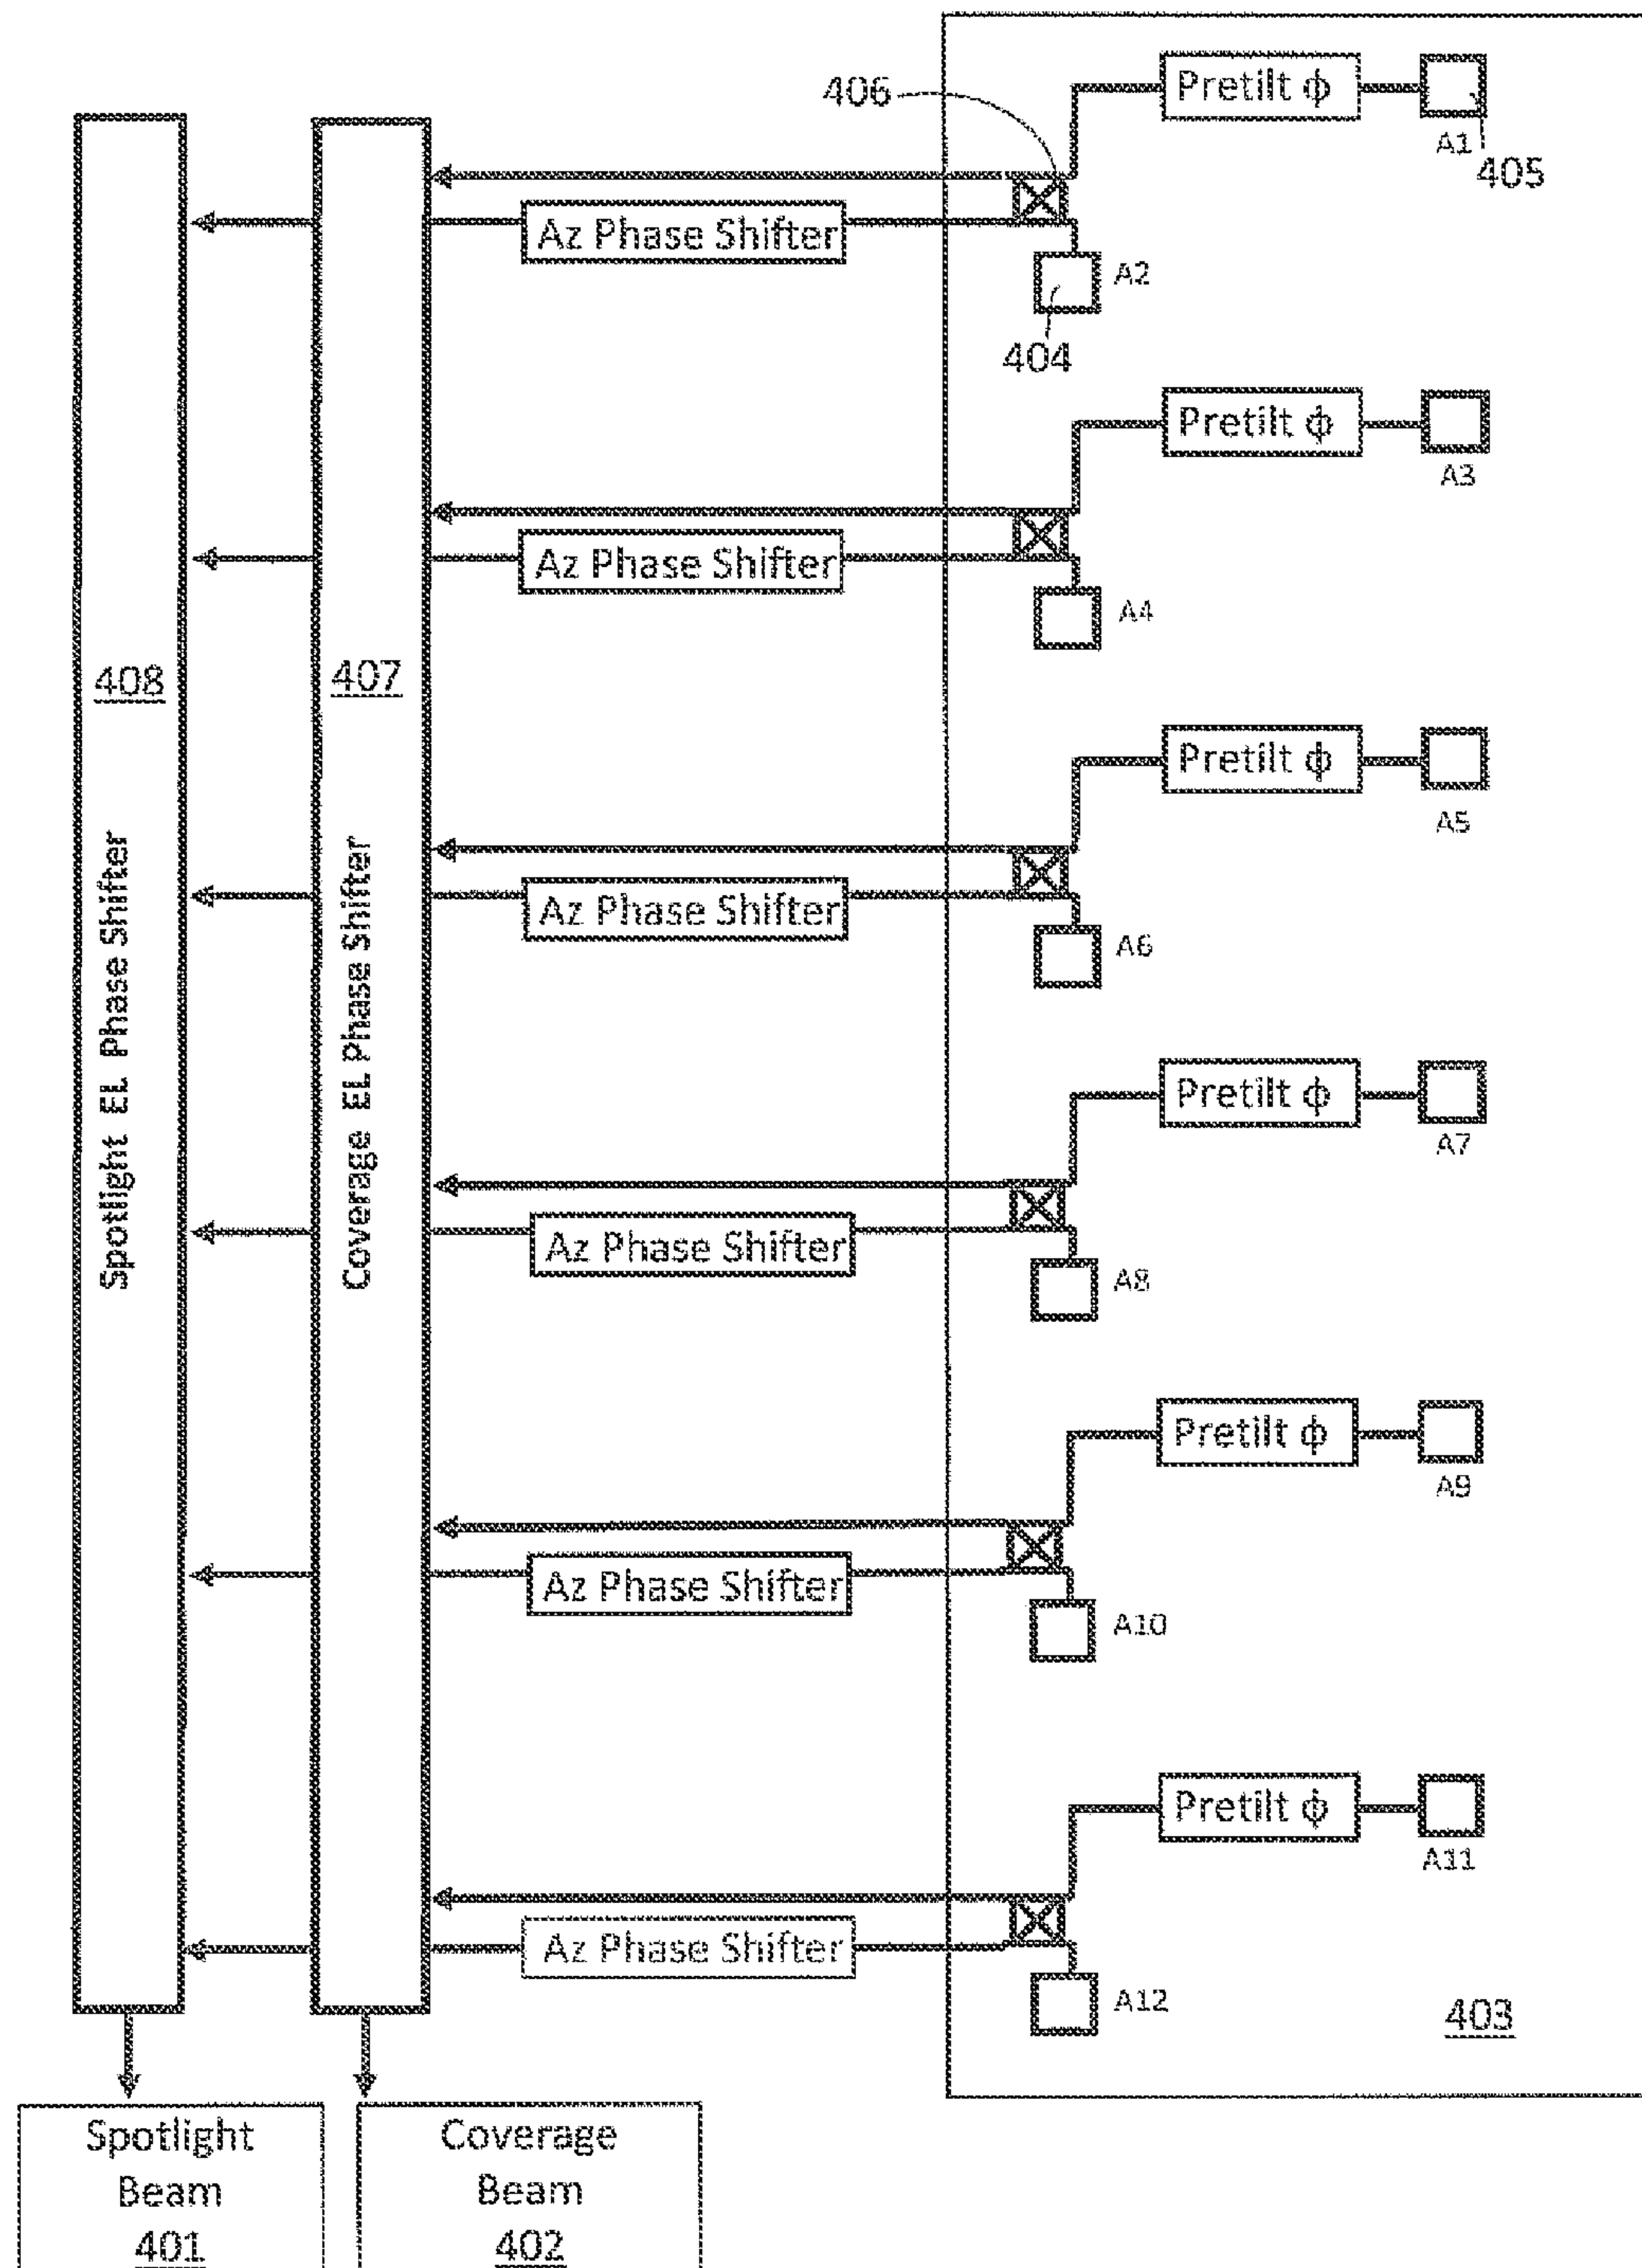 Pretilt ϕ
A1
405
406
Az Phase Shifter
A2
404
Pretilt ϕ
A3
Az Phase Shifter
A4
408
407
Spotlight EL Phase Shifter
Coverage EL Phase Shifter
Pretilt ϕ
A5
Az Phase Shifter
A6
Pretilt ϕ
A7
Az Phase Shifter
A8
Pretilt ϕ
A9
Az Phase Shifter
A10
Pretilt ϕ
A11
Az Phase Shifter
A12
403
Spotlight
Beam
401
Coverage
Beam
402